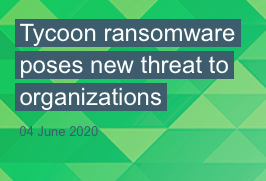 Tycoon ransomware
poses new threat to
organizations
04 June 2020